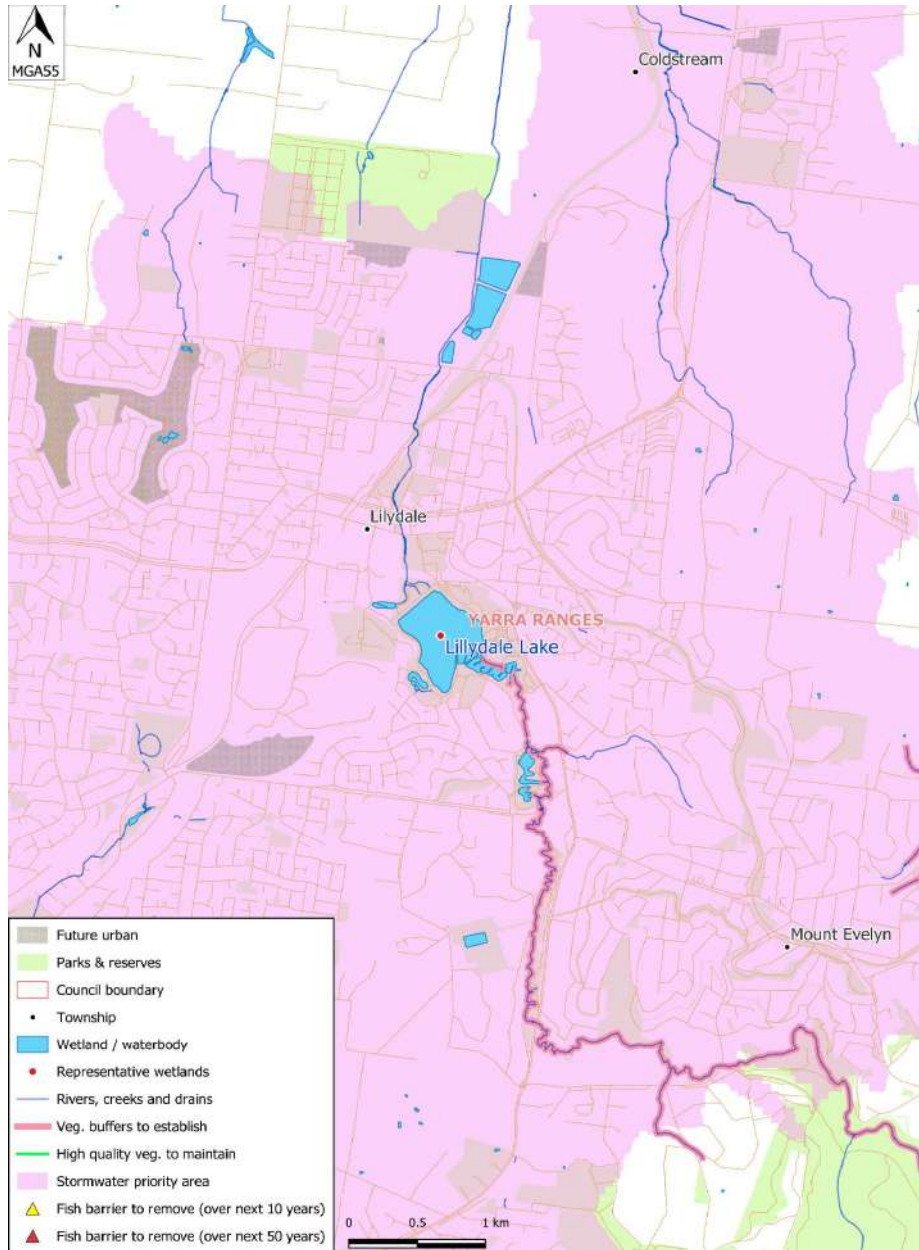 N
MGA55
Coldstream
Lilydale
YARRA RANGES
Lillydale Lake
Mount Evelyn
Future urban
Parks & reserves
Council boundary
Township
Wetland / waterbody
Representative wetlands
Rivers, creeks and drains
Veg. buffers to establish
High quality veg. to maintain
Stormwater priority area
Fish barrier to remove (over next 10 years)
Fish barrier to remove (over next 50 years)
0 0.5 1 km